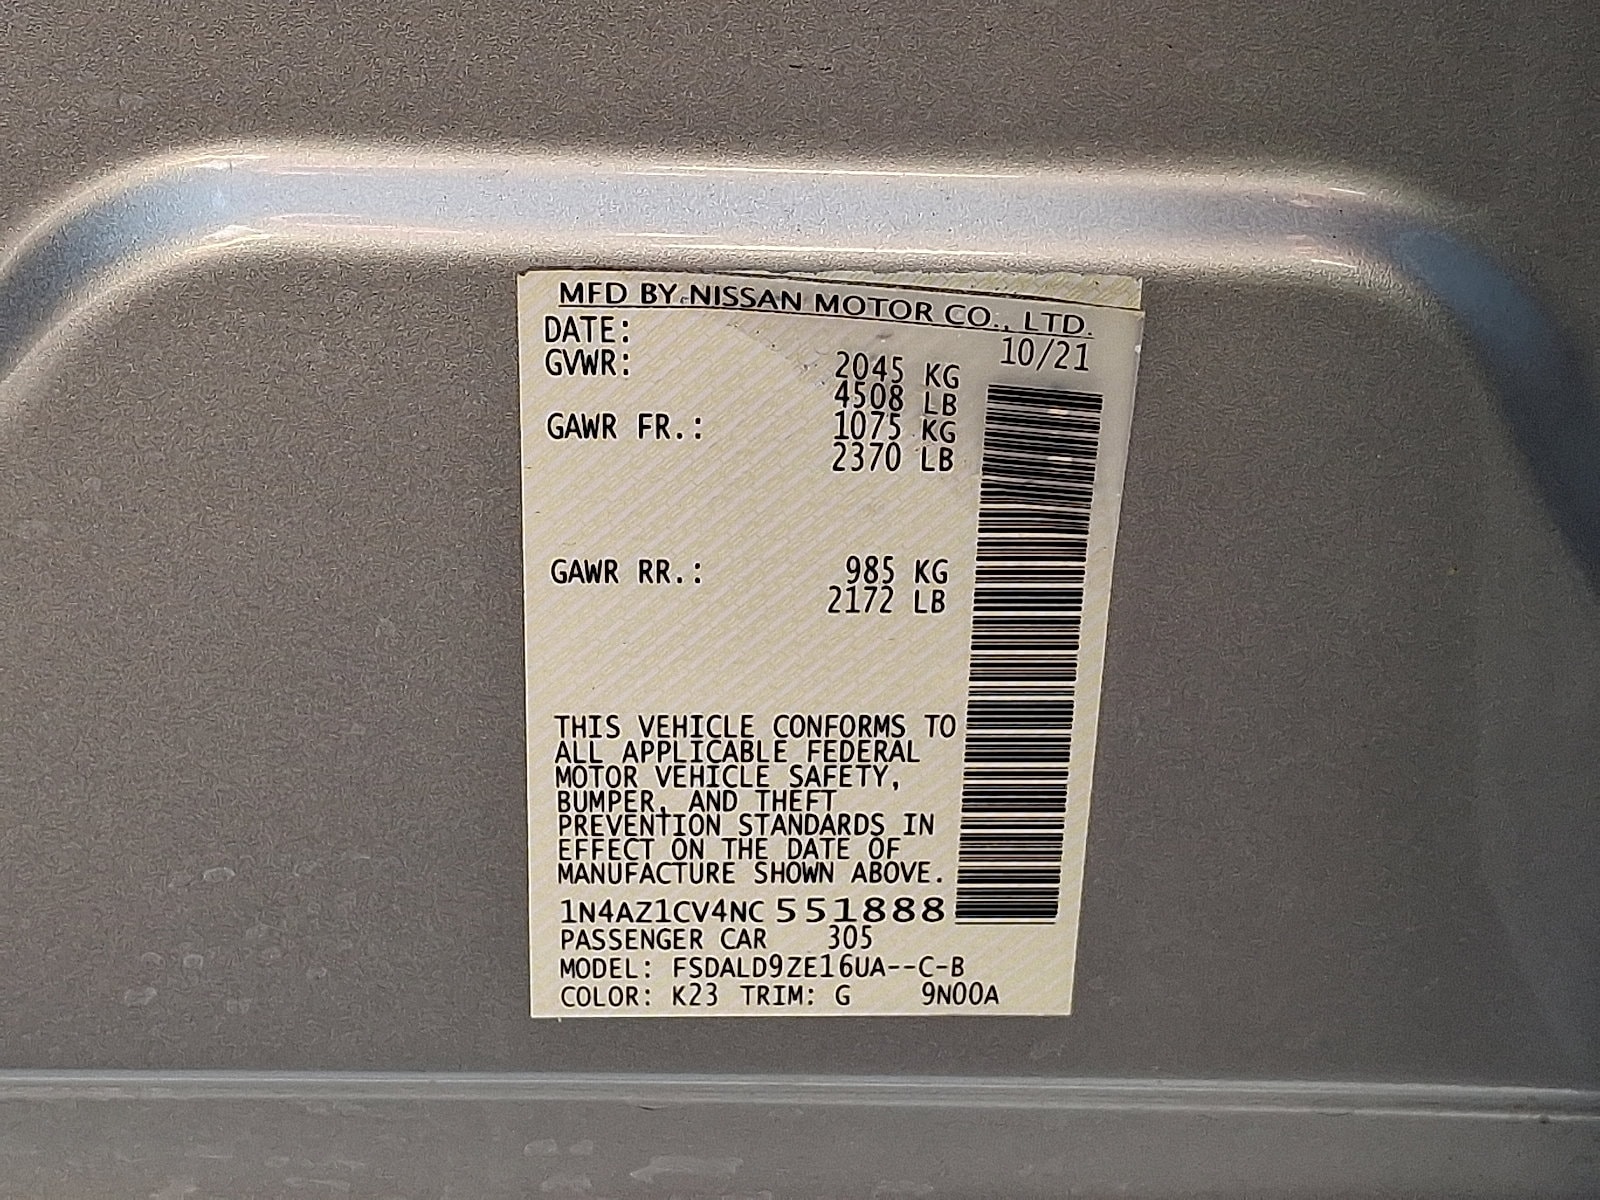 MFD BY NISSAN MOTOR CO., LTD.
DATE: 10/21
GVWR: 2045 KG
4508 LB
GAWR FR.: 1075 KG
2370 LB
GAWR RR.: 985 KG
2172 LB
THIS VEHICLE CONFORMS TO
ALL APPLICABLE FEDERAL
MOTOR VEHICLE SAFETY,
BUMPER, AND THEFT
PREVENTION STANDARDS IN
EFFECT ON THE DATE OF
MANUFACTURE SHOWN ABOVE.
1N4AZ1CV4NC551888
PASSENGER CAR 305
MODEL: FSDALD9ZE16UA--C-B
COLOR: K23 TRIM: G 9N00A